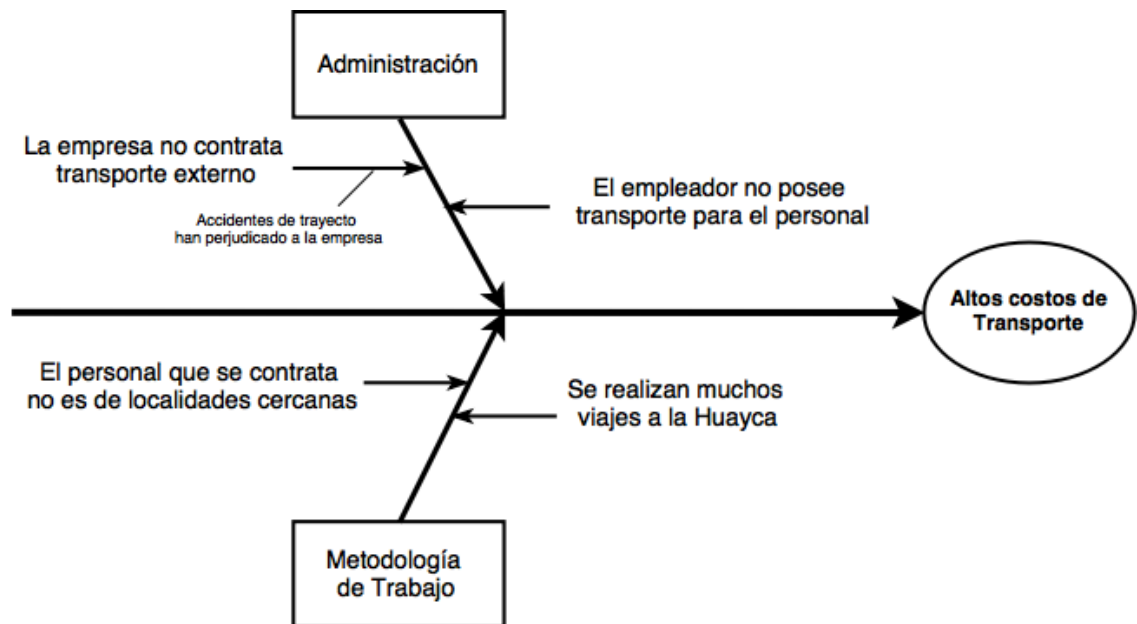 Administración
La empresa no contrata
transporte externo
Accidentes de trayecto
han perjudicado a la empresa
El empleador no posee
transporte para el personal
Altos costos de
Transporte
El personal que se contrata
no es de localidades cercanas
Se realizan muchos
viajes a la Huayca
Metodología
de Trabajo